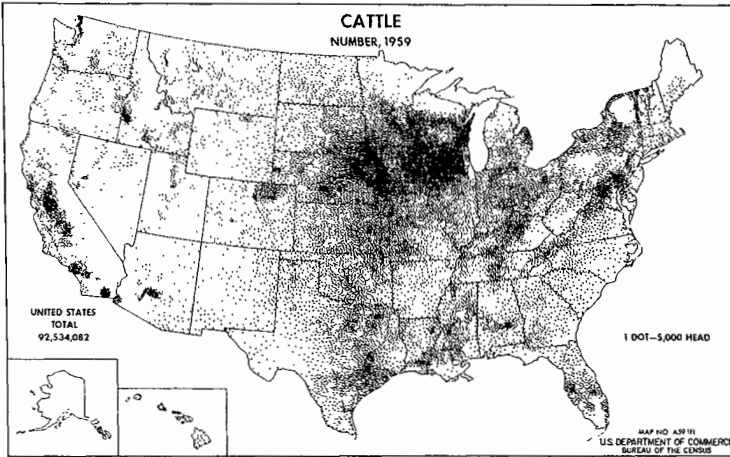 CATTLE
NUMBER, 1959
UNITED STATES
TOTAL
92,534,082
1 DOT—5,000 HEAD
MAP NO. A59
U.S. DEPARTMENT OF COMMERCE
BUREAU OF THE CENSUS